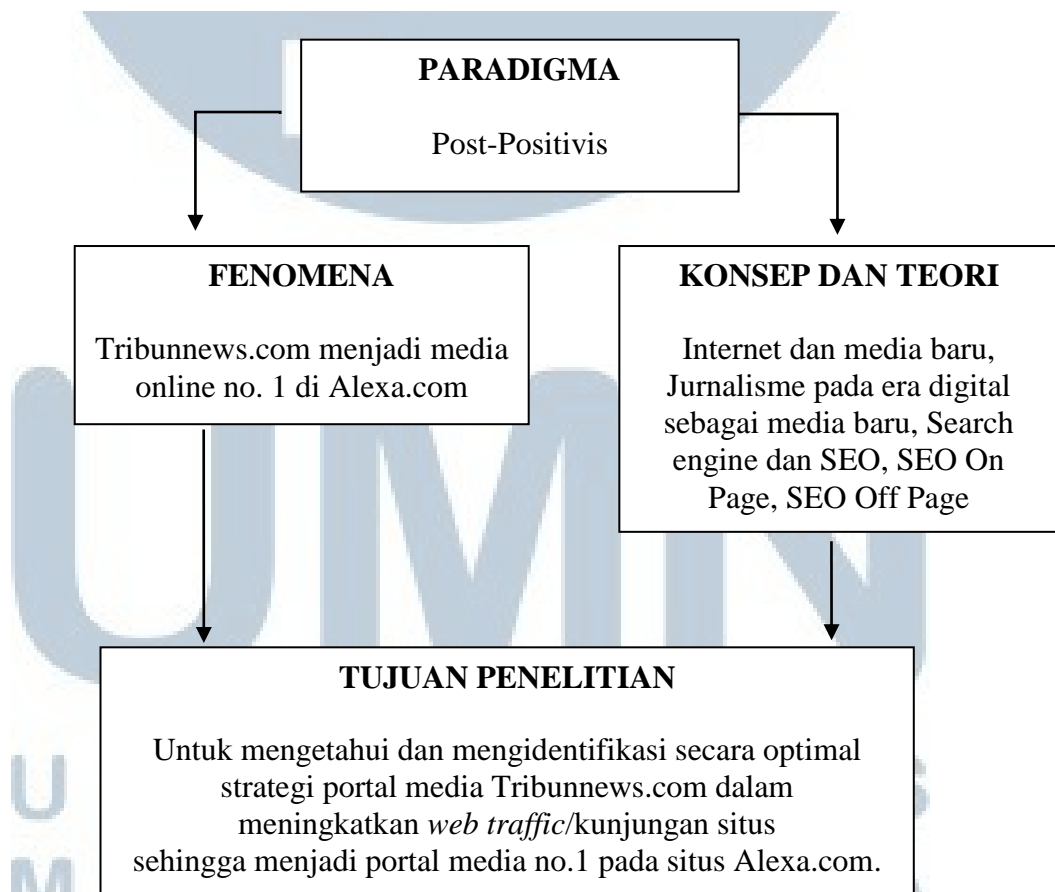 PARADIGMA
Post-Positivis
FENOMENA
Tribunnews.com menjadi media
online no. 1 di Alexa.com
KONSEP DAN TEORI
Internet dan media baru,
Jurnalisme pada era digital
sebagai media baru, Search
engine dan SEO, SEO On
Page, SEO Off Page
UMN
TUJUAN PENELITIAN
Untuk mengetahui dan mengidentifikasi secara optimal
strategi portal media Tribunnews.com dalam
meningkatkan web traffic/kunjungan situs
sehingga menjadi portal media no.1 pada situs Alexa.com.